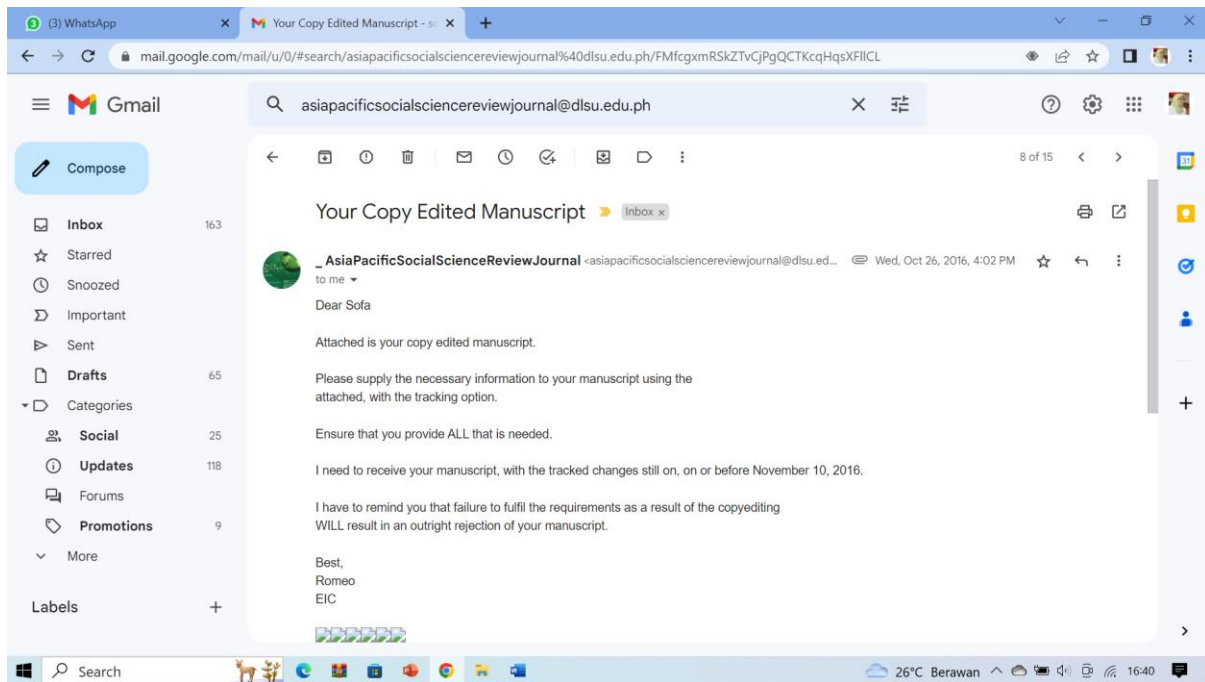 (3) WhatsApp
Your Copy Edited Manuscript - sc
mail.google.com/mail/u/0/#search/asiapacificsocialsciencereviewjournal%40dlsu.edu.ph/FMfcgxmRSkZTvCjPgQCTKcqHqsXFllCL
Gmail
asiapacificsocialsciencereviewjournal@dlsu.edu.ph
Compose
8 of 15
31
Your Copy Edited Manuscript
Inbox x
Inbox 163
Starred
Snoozed
Important
Sent
Drafts 65
Categories
Social 25
Updates 118
Forums
Promotions 9
More
Labels
_ AsiaPacificSocialScienceReviewJournal <asiapacificsocialsciencereviewjournal@dlsu.ed... Wed, Oct 26, 2016, 4:02 PM
to me
Dear Sofa
Attached is your copy edited manuscript.
Please supply the necessary information to your manuscript using the
attached, with the tracking option.
Ensure that you provide ALL that is needed.
I need to receive your manuscript, with the tracked changes still on, on or before November 10, 2016.
I have to remind you that failure to fulfil the requirements as a result of the copyediting
WILL result in an outright rejection of your manuscript.
Best,
Romeo
EIC
Search
26°C Berawan
16:40